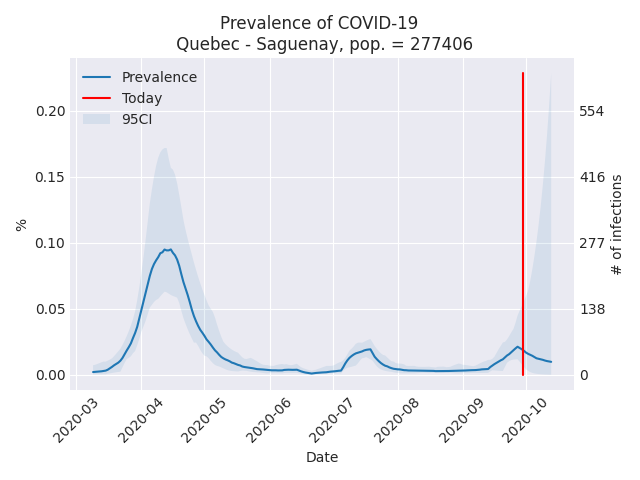 Prevalence of COVID-19
Quebec - Saguenay, pop. = 277406
Prevalence
Today
95CI
0.20
0.15
0.10
0.05
0.00
%
554
416
277
138
0
# of infections
2020-03
2020-04
2020-05
2020-06
2020-07
2020-08
2020-09
2020-10
Date